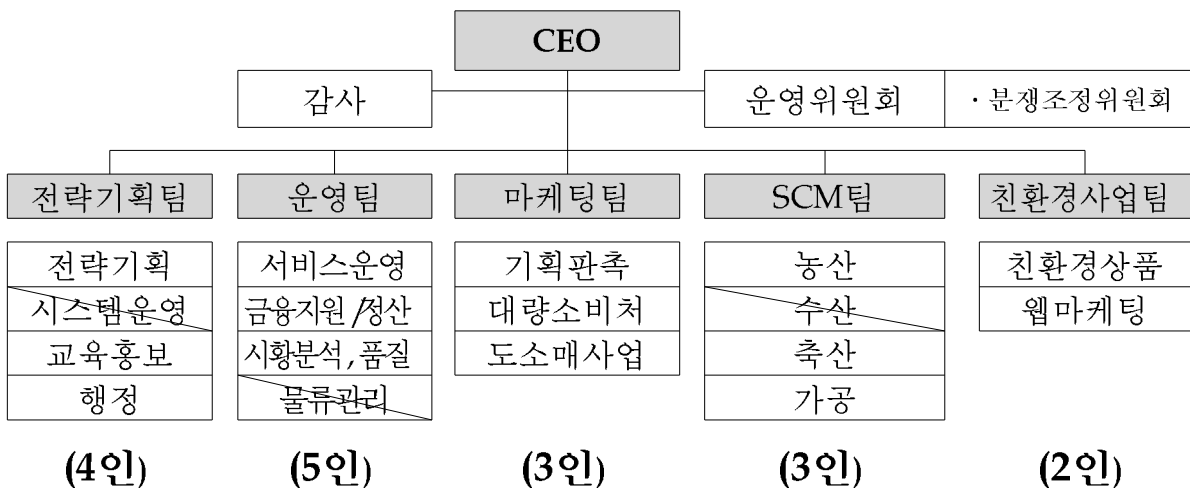 CEO
감사
운영위원회
· 분쟁조정위원회
전략기획팀
운영팀
마케팅팀
SCM팀
친환경사업팀
전략기획
시스템운영
교육홍보
행정
서비스운영
금융지원/정산
시황분석,품질
물류관리
기획판촉
대량소비처
도소매사업
농산
수산
축산
가공
친환경상품
웹마케팅
(4인)
(5인)
(3인)
(3인)
(2인)